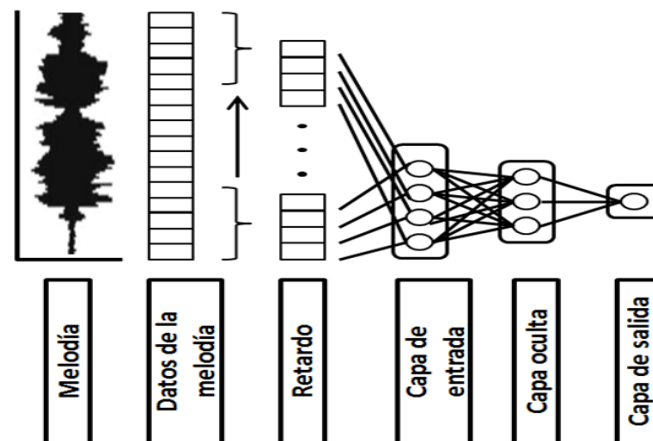 Melodía
Datos de la
melodía
Retardo
Capa de
entrada
Capa oculta
Capa de salida